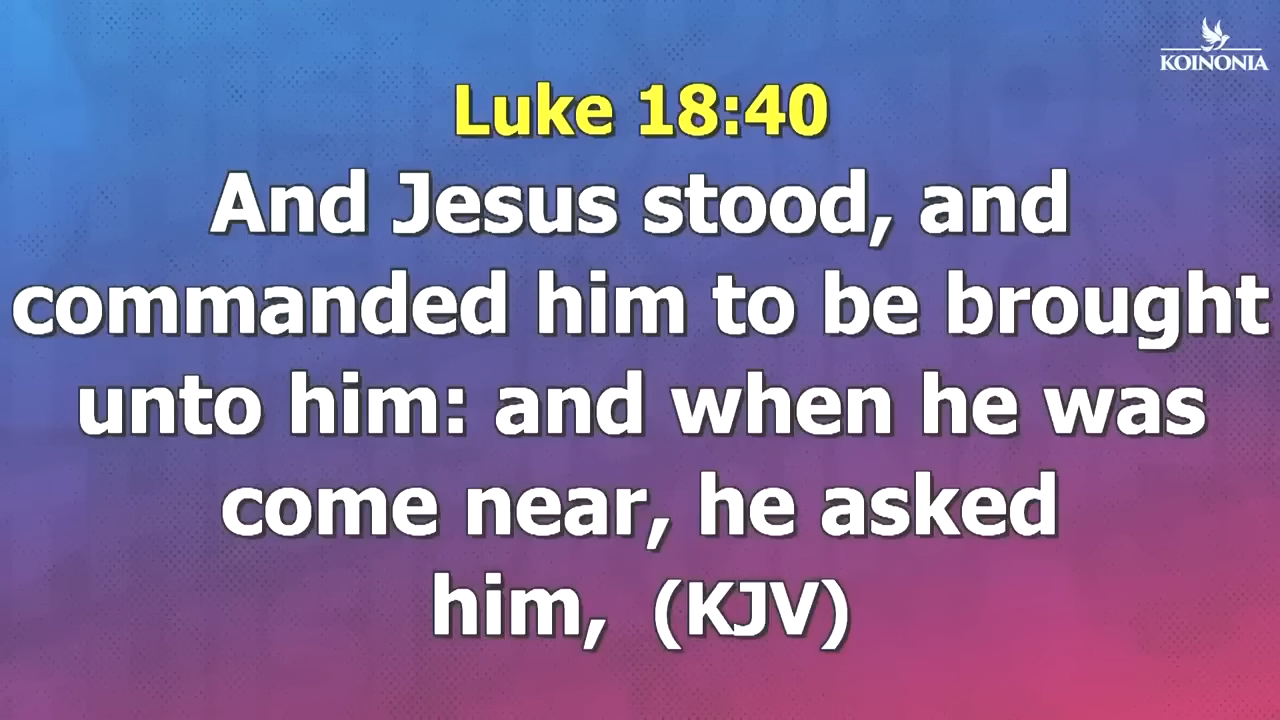 KOINONIA
Luke 18:40
And Jesus stood, and
commanded him to be brought
unto him: and when he was
come near, he asked
him, (KJV)